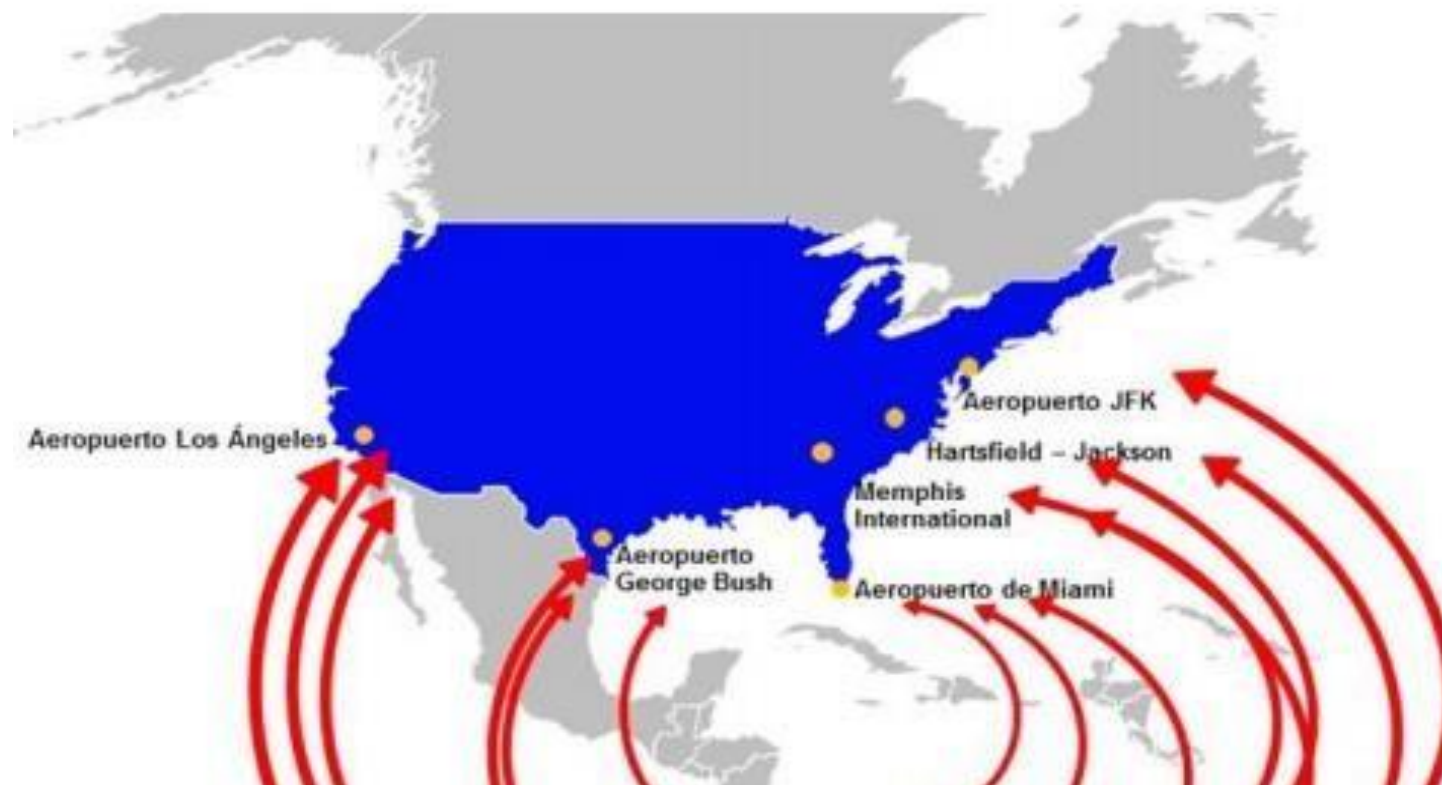 Aeropuerto JFK
Aeropuerto Los Ángeles
Hartsfield – Jackson
Memphis
International
Aeropuerto
George Bush
Aeropuerto de Miami